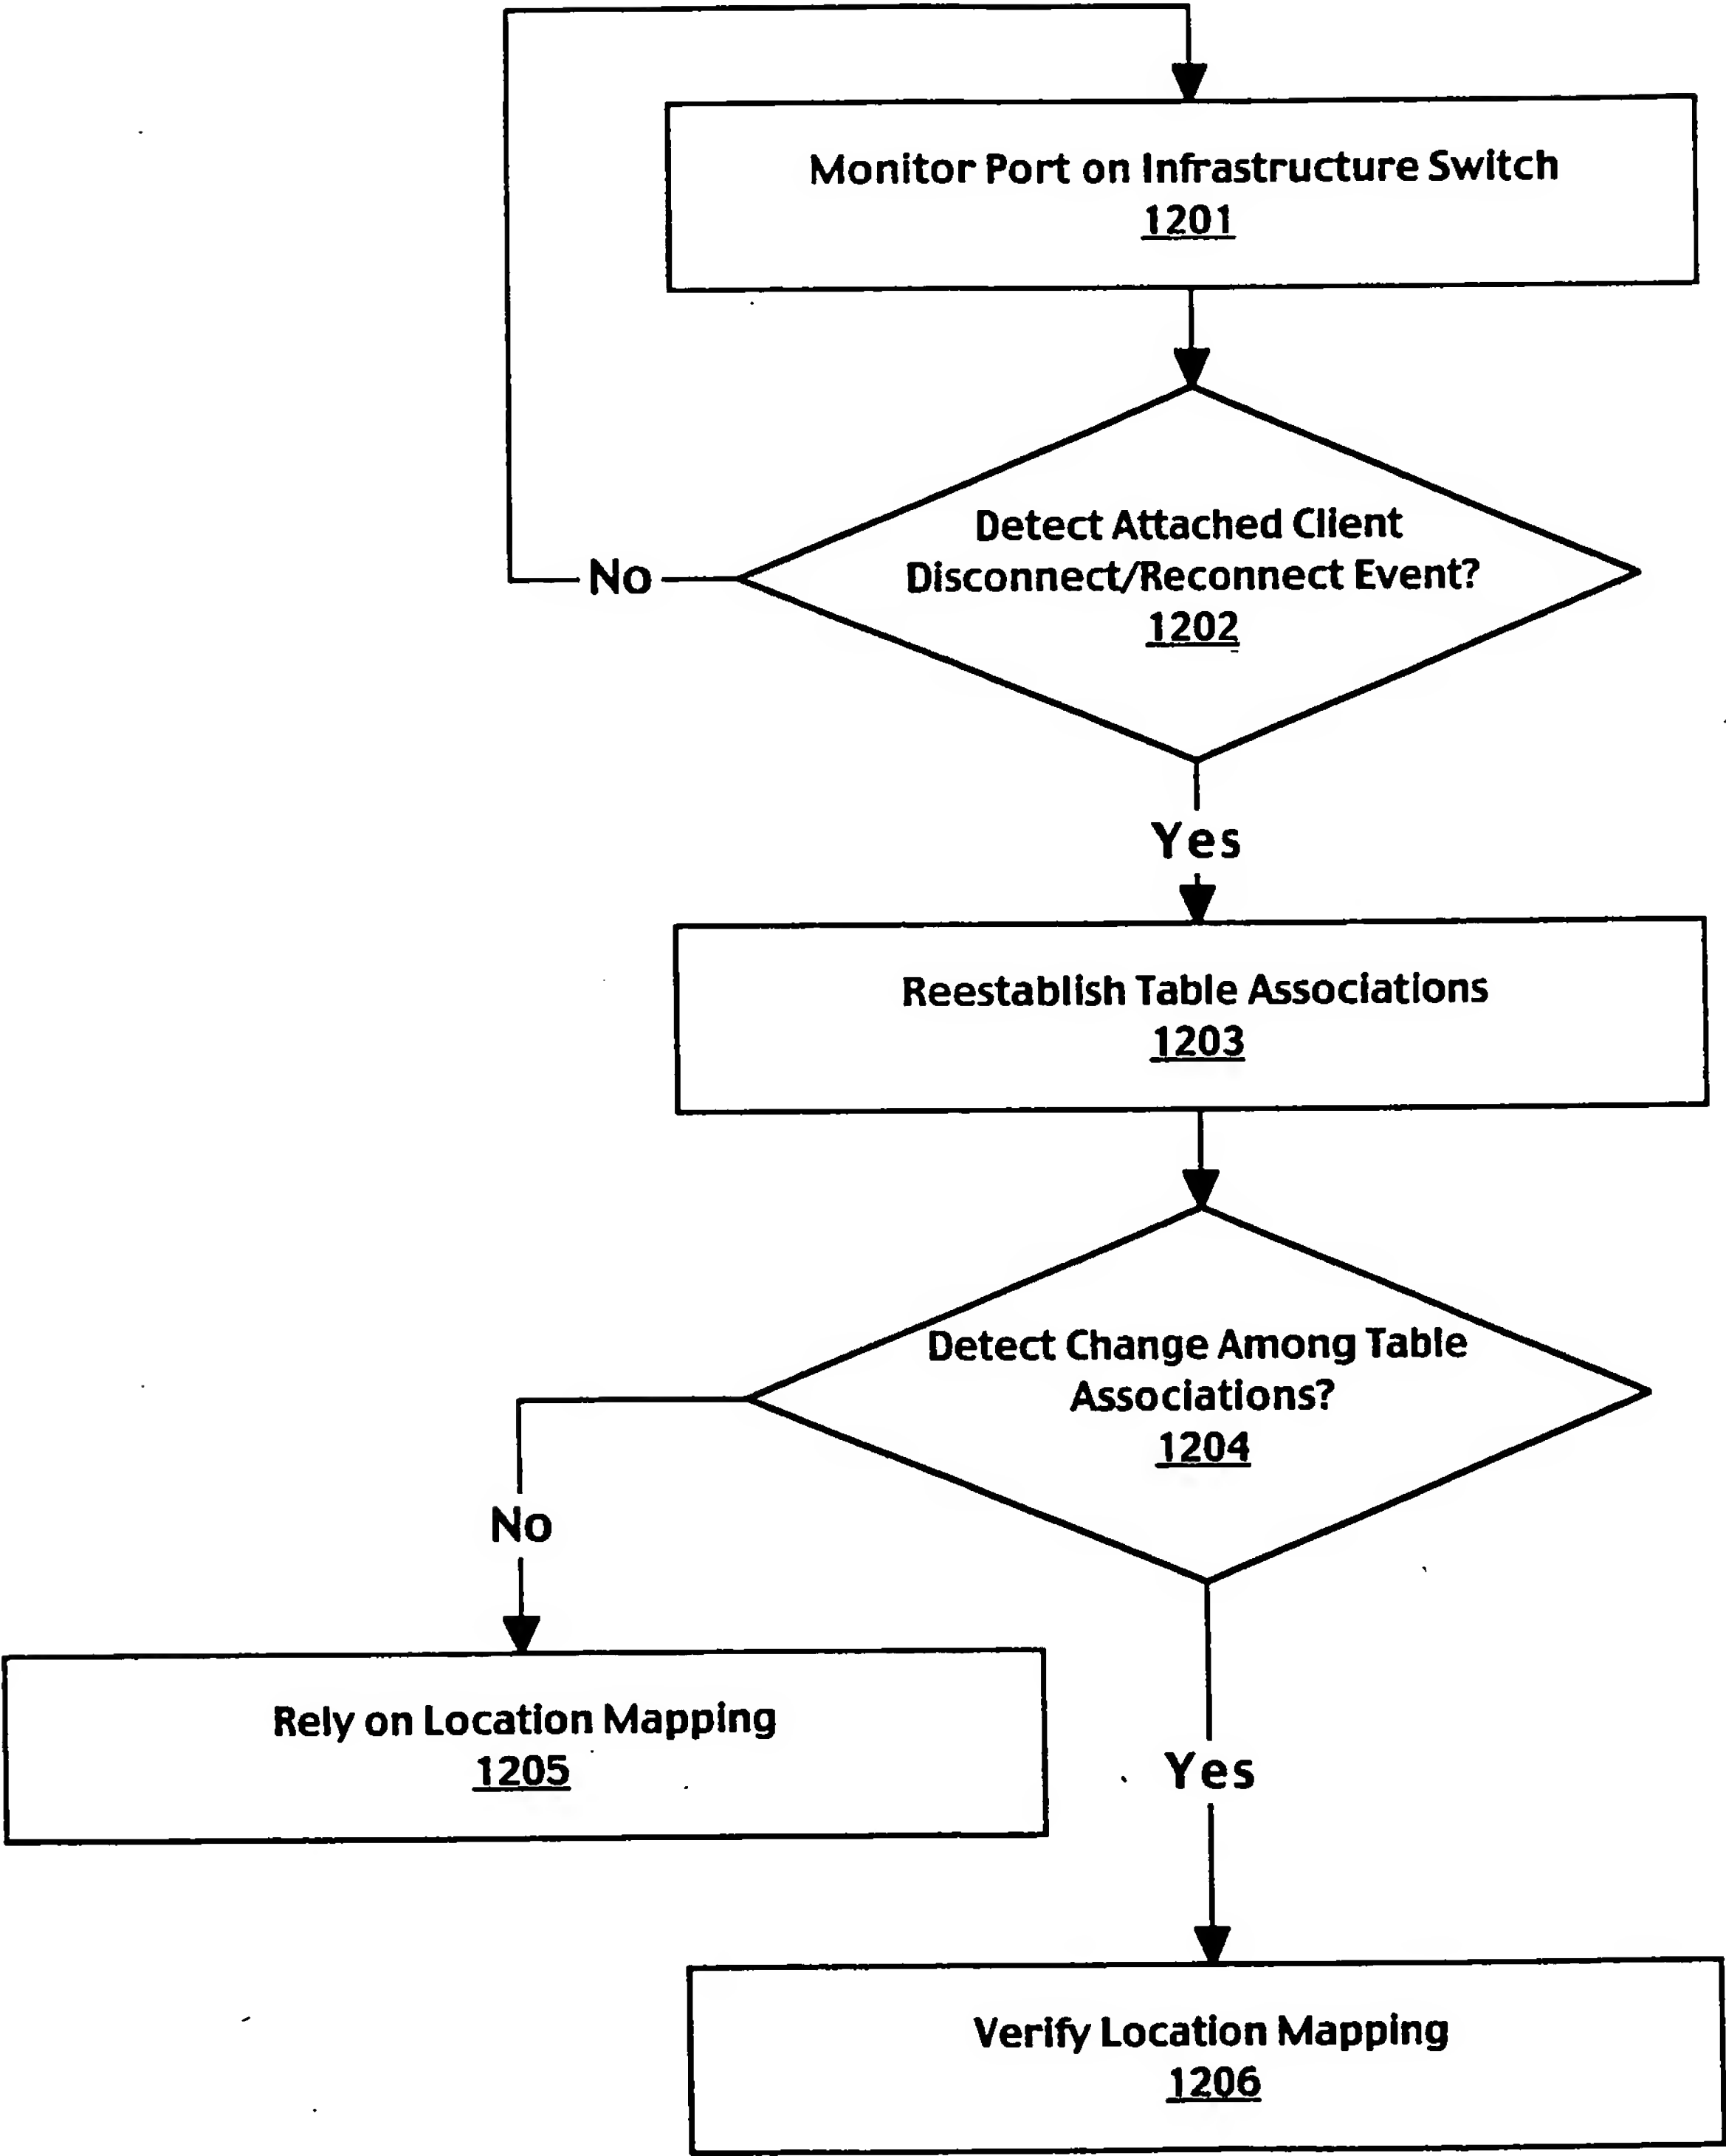 Monitor Port on Infrastructure Switch
1201
Detect Attached Client
Disconnect/Reconnect Event?
1202
No
Yes
Reestablish Table Associations
1203
Detect Change Among Table
Associations?
1204
No
Rely on Location Mapping
1205
Yes
Verify Location Mapping
1206